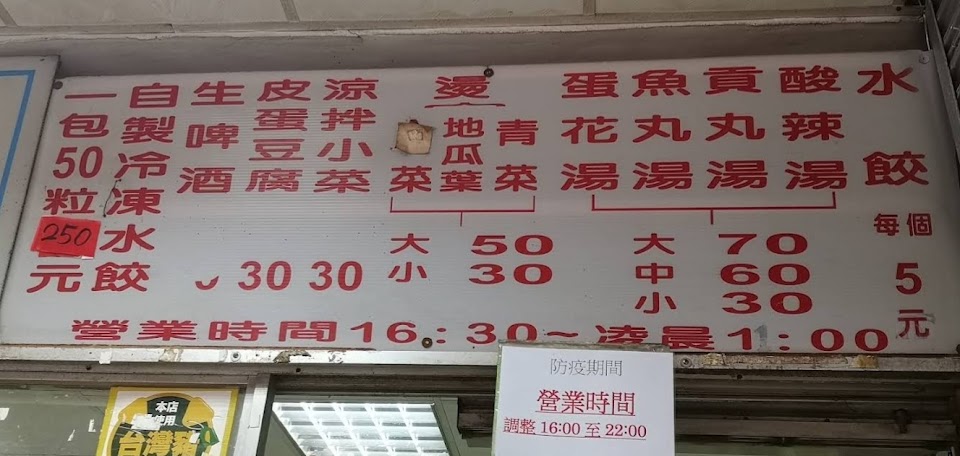 水餃 每個 5 元
酸辣湯
貢丸湯
魚丸湯
蛋花湯
大 70
中 60
小 30
燙
青菜
地瓜葉
菜
大 50
小 30
涼拌小菜 30
皮蛋豆腐 30
生啤酒
自製冷凍水餃
一包50粒250元
營業時間16:30~凌晨1:00
防疫期間
營業時間
調整 16:00 至 22:00
本店
使用
台灣豬